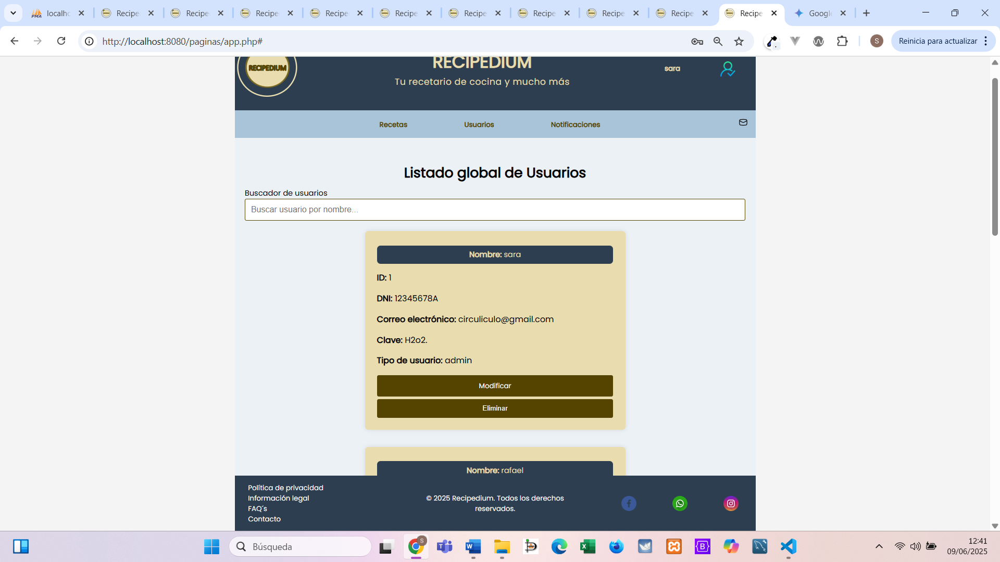 localho
Recipe
Recipe
Recipe
Recipe
Recipe
Recipe
Recipe
Recipe
Recipe
Recipe
Google
http://localhost:8080/paginas/app.php#
S
Reinicia para actualizar
RECIPEDIUM
RECIPEDIUM
Tu recetario de cocina y mucho más
sara
Recetas
Usuarios
Notificaciones
Listado global de Usuarios
Buscador de usuarios
Buscar usuario por nombre...
Nombre: sara
ID: 1
DNI: 12345678A
Correo electrónico: circuliculo@gmail.com
Clave: H2o2.
Tipo de usuario: admin
Modificar
Eliminar
Nombre: rafael
Política de privacidad
Información legal
FAQ´s
Contacto
© 2025 Recipedium. Todos los derechos
reservados.
Búsqueda
12:41
09/06/2025